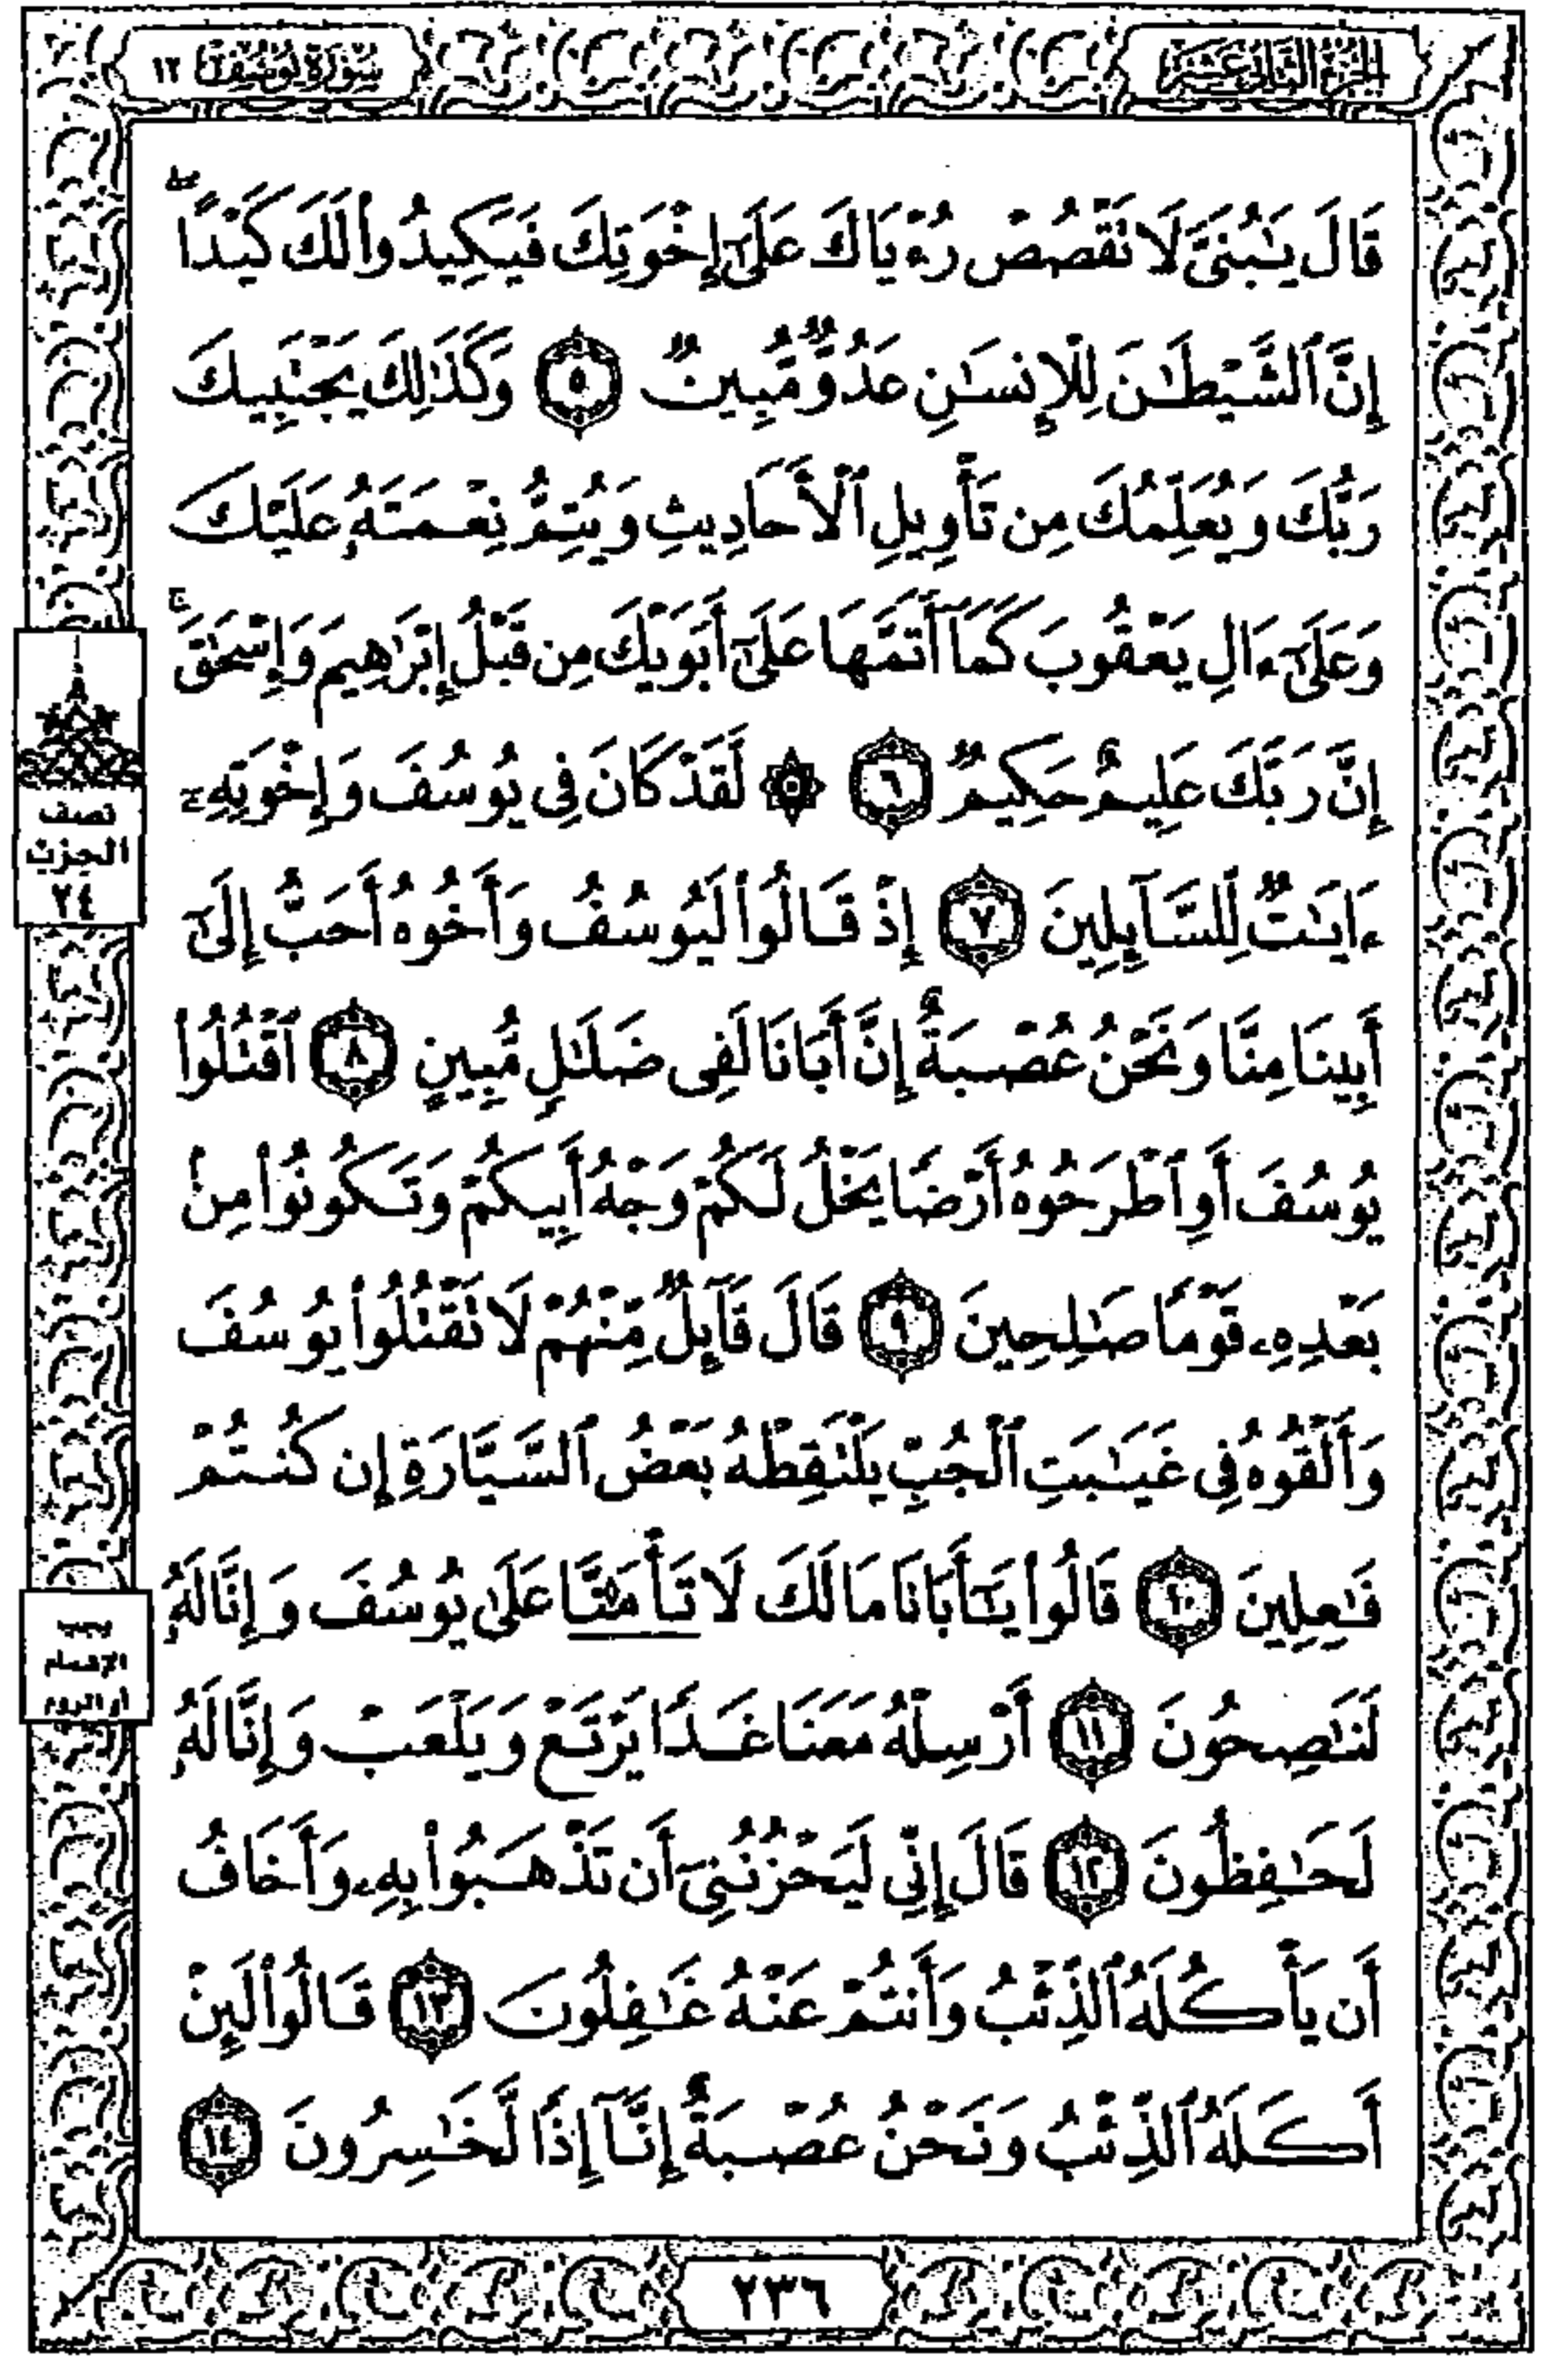 الجزء الثاني عشر
سورة يوسف ١٢
قَالَ يَـٰبُنَىَّ لَا تَقْصُصْ رُءْيَاكَ عَلَىٰٓ إِخْوَتِكَ فَيَكِيدُوا۟ لَكَ كَيْدًا ۖ
إِنَّ ٱلشَّيْطَـٰنَ لِلْإِنسَـٰنِ عَدُوٌّ مُّبِينٌ ٥ وَكَذَٰلِكَ يَجْتَبِيكَ
رَبُّكَ وَيُعَلِّمُكَ مِن تَأْوِيلِ ٱلْأَحَادِيثِ وَيُتِمُّ نِعْمَتَهُۥ عَلَيْكَ
وَعَلَىٰٓ ءَالِ يَعْقُوبَ كَمَآ أَتَمَّهَا عَلَىٰٓ أَبَوَيْكَ مِن قَبْلُ إِبْرَٰهِيمَ وَإِسْحَـٰقَ ۚ
إِنَّ رَبَّكَ عَلِيمٌ حَكِيمٌ ٦ ۞ لَّقَدْ كَانَ فِى يُوسُفَ وَإِخْوَتِهِۦٓ
ءَايَـٰتٌ لِّلسَّآئِلِينَ ٧ إِذْ قَالُوا۟ لَيُوسُفُ وَأَخُوهُ أَحَبُّ إِلَىٰٓ
أَبِينَا مِنَّا وَنَحْنُ عُصْبَةٌ إِنَّ أَبَانَا لَفِى ضَلَـٰلٍ مُّبِينٍ ٨ ٱقْتُلُوا۟
يُوسُفَ أَوِ ٱطْرَحُوهُ أَرْضًا يَخْلُ لَكُمْ وَجْهُ أَبِيكُمْ وَتَكُونُوا۟ مِنۢ
بَعْدِهِۦ قَوْمًا صَـٰلِحِينَ ٩ قَالَ قَآئِلٌ مِّنْهُمْ لَا تَقْتُلُوا۟ يُوسُفَ
وَأَلْقُوهُ فِى غَيَـٰبَتِ ٱلْجُبِّ يَلْتَقِطْهُ بَعْضُ ٱلسَّيَّارَةِ إِن كُنتُمْ
فَـٰعِلِينَ ١٠ قَالُوا۟ يَـٰٓأَبَانَا مَا لَكَ لَا تَأْمَ۫نَّا عَلَىٰ يُوسُفَ وَإِنَّا لَهُۥ
لَنَـٰصِحُونَ ١١ أَرْسِلْهُ مَعَنَا غَدًا يَرْتَعْ وَيَلْعَبْ وَإِنَّا لَهُۥ
لَحَـٰفِظُونَ ١٢ قَالَ إِنِّى لَيَحْزُنُنِىٓ أَن تَذْهَبُوا۟ بِهِۦ وَأَخَافُ
أَن يَأْكُلَهُ ٱلذِّئْبُ وَأَنتُمْ عَنْهُ غَـٰفِلُونَ ١٣ قَالُوا۟ لَئِنْ
أَكَلَهُ ٱلذِّئْبُ وَنَحْنُ عُصْبَةٌ إِنَّآ إِذًا لَّخَـٰسِرُونَ ١٤
نصف
الحزب
٢٤
الإشمام
أو الروم
٢٣٦